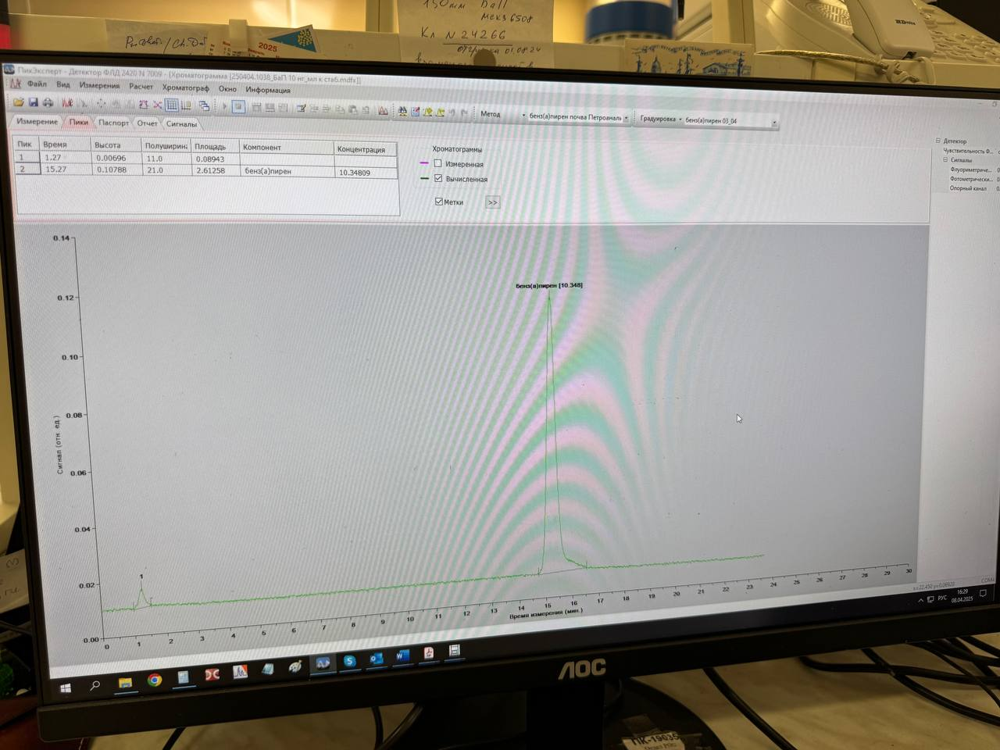 150мм Ball
мекз 6508
Кл N 24266
01.08.24
2025
ПикЭксперт - Детектор ФЛД 2420 N 7009 - [Хроматограмма [250404.1038_БаП 10 нг_мл к стаб.mdfx]]
Файл Вид Измерения Расчет Хроматограф Окно Информация
Метод бенз(а)пирен почва Петроаналь Градуировка бенз(а)пирен 03_04
Измерение Пики Паспорт Отчет Сигналы
Пик Время Высота Полуширина Площадь Компонент Концентрация
1 1.27 0.00696 11.0 0.08943
2 15.27 0.10788 21.0 2.61258 бенз(а)пирен 10.34809
Хроматограммы
Измеренная
Вычисленная
Метки >>
Детектор
Чувствительность Ф...
Сигналы
Флуориметриче...
Фотометрически...
Опорный канал
бенз(а)пирен [10.348]
Сигнал (отн. ед.)
0.14
0.12
0.10
0.08
0.06
0.04
0.02
0.00
1
0 1 2 3 4 5 6 7 8 9 10 11 12 13 14 15 16 17 18 19 20 21 22 23 24 25 26 27 28 29 30
Время измерения (мин.)
РУС
16:29
08.04.2025
AOC
ПК-19035